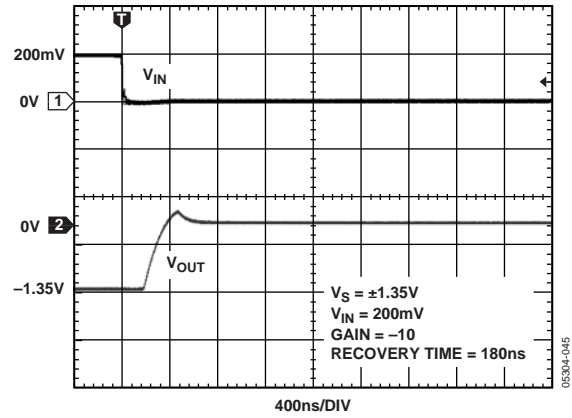 T
200mV
V_IN
0V 1
0V 2
V_OUT
–1.35V
V_S = ±1.35V
V_IN = 200mV
GAIN = –10
RECOVERY TIME = 180ns
400ns/DIV
05304-045